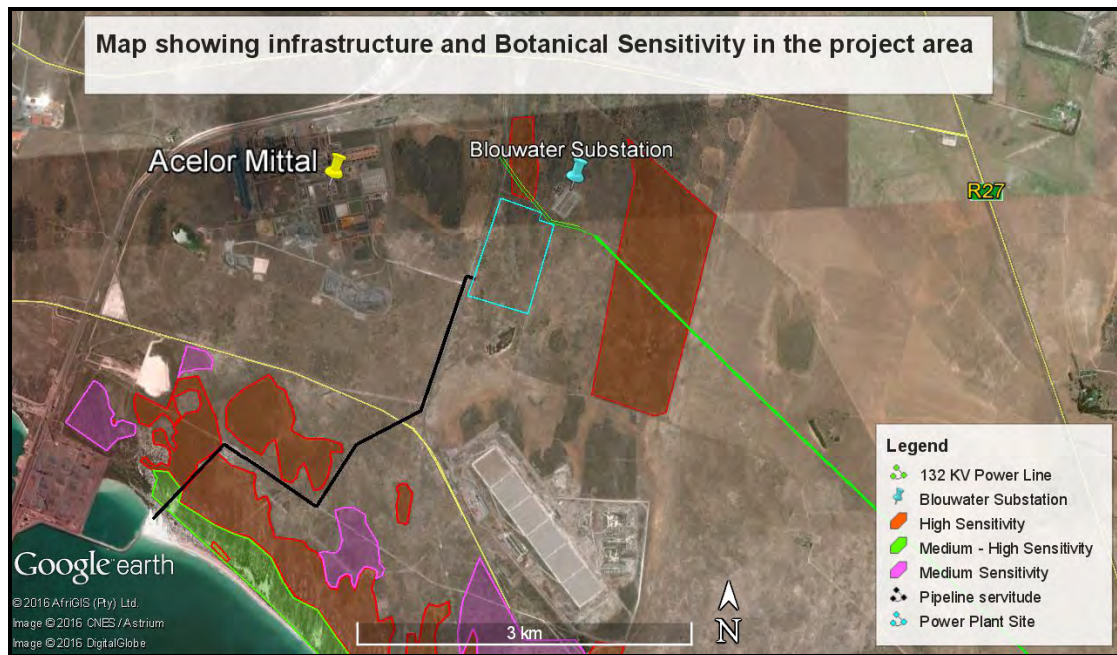 Map showing infrastructure and Botanical Sensitivity in the project area
Acelor Mittal
Blouwater Substation
R27
Legend
132 KV Power Line
Blouwater Substation
High Sensitivity
Medium - High Sensitivity
Medium Sensitivity
Pipeline servitude
Power Plant Site
Google earth
© 2016 AfriGIS (Pty) Ltd.
Image © 2016 CNES / Astrium
Image © 2016 DigitalGlobe
3 km
N